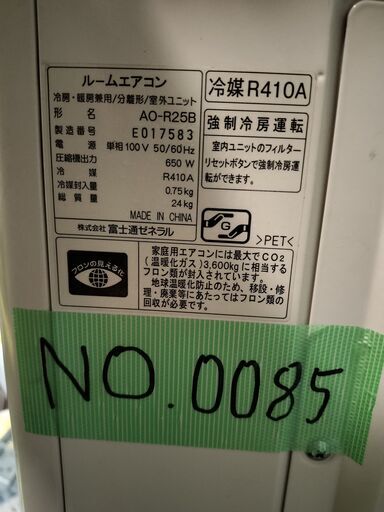 ルームエアコン
冷房・暖房兼用/分離形/室外ユニット
形名 AO-R25B
製造番号 E017583
電源 単相100V 50/60Hz
圧縮機出力 650W
冷媒 R410A
冷媒封入量 0.75kg
総質量 24kg
MADE IN CHINA
株式会社 富士通ゼネラル
冷媒R410A
強制冷房運転
室内ユニットのフィルター
リセットボタンで強制冷房運転
ができます。
G
>PET<
フロンの見える化
家庭用エアコンには最大でCO2
(温暖化ガス)3,600kgに相当する
フロン類が封入されています。
地球温暖化防止のため、移設・修
理・廃棄等にあたってはフロン類の
回収が必要です。
NO.0085